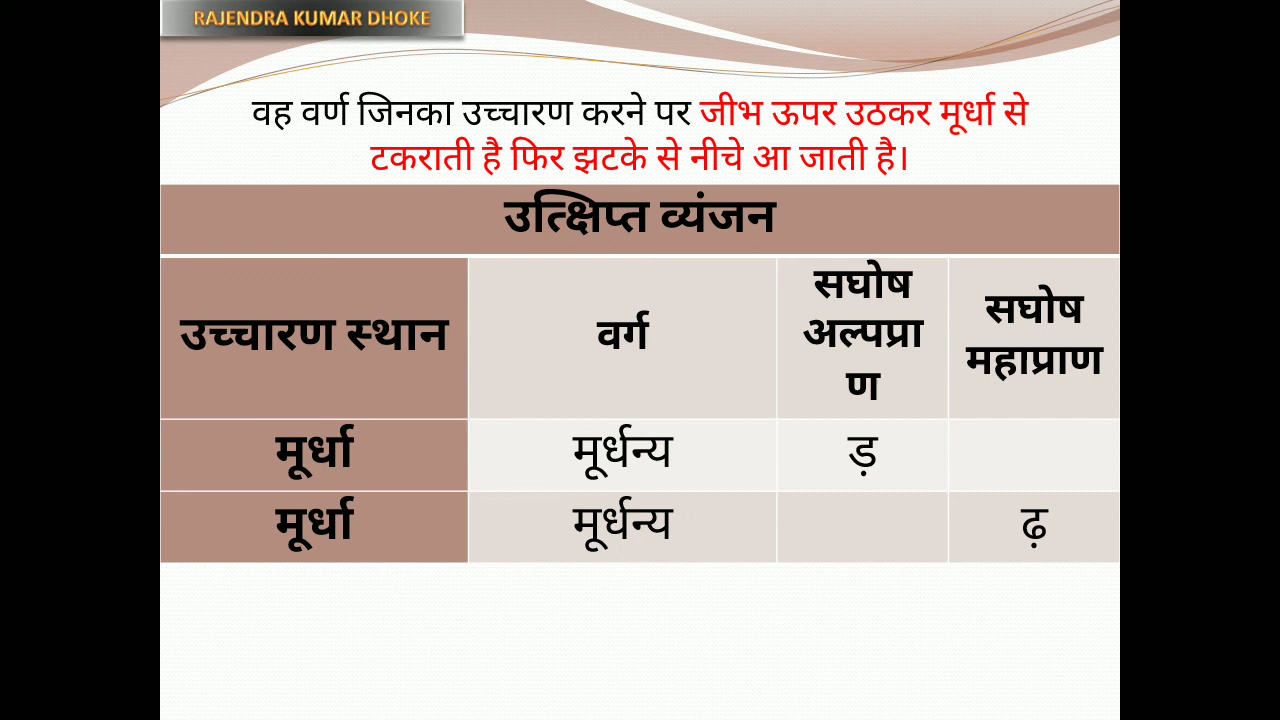 RAJENDRA KUMAR DHOKE
वह वर्ण जिनका उच्चारण करने पर जीभ ऊपर उठकर मूर्धा से
टकराती है फिर झटके से नीचे आ जाती है।
उत्क्षिप्त व्यंजन
उच्चारण स्थान
वर्ग
सघोष
अल्पप्रा
ण
सघोष
महाप्राण
मूर्धा मूर्धन्य ड़
मूर्धा मूर्धन्य ढ़